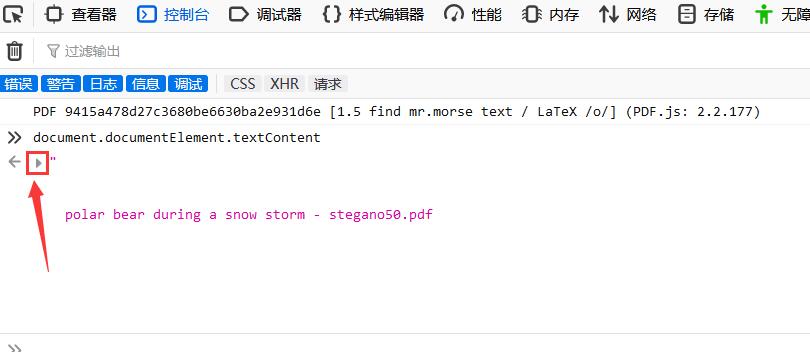 查看器 控制台 调试器 样式编辑器 性能 内存 网络 存储 无障
过滤输出
错误 警告 日志 信息 调试 CSS XHR 请求
PDF 9415a478d27c3680be6630ba2e931d6e [1.5 find mr.morse text / LaTeX /o/] (PDF.js: 2.2.177)
document.documentElement.textContent
"
polar bear during a snow storm - stegano50.pdf